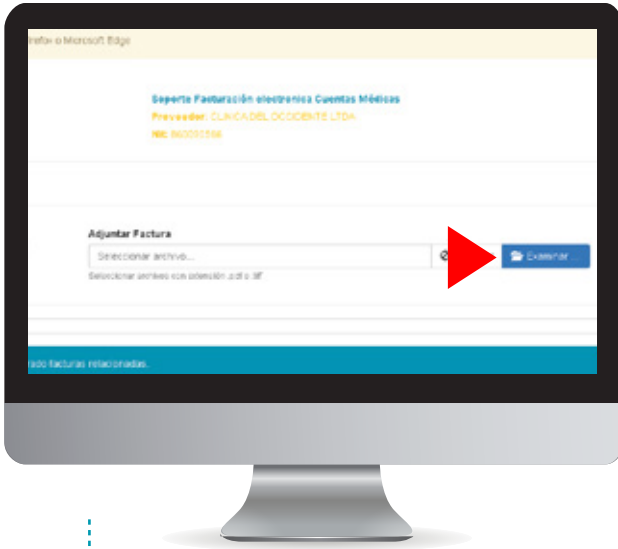 irefox o Microsoft Edge
Soporte Facturación electronica Cuentas Médicas
Proveedor: CLINICA DEL OCCIDENTE LTDA
Nit:
Adjuntar Factura
Seleccionar archivo...
Examinar ...
Seleccionar archivos con extensión .pdf o .tif
rado facturas relacionadas.